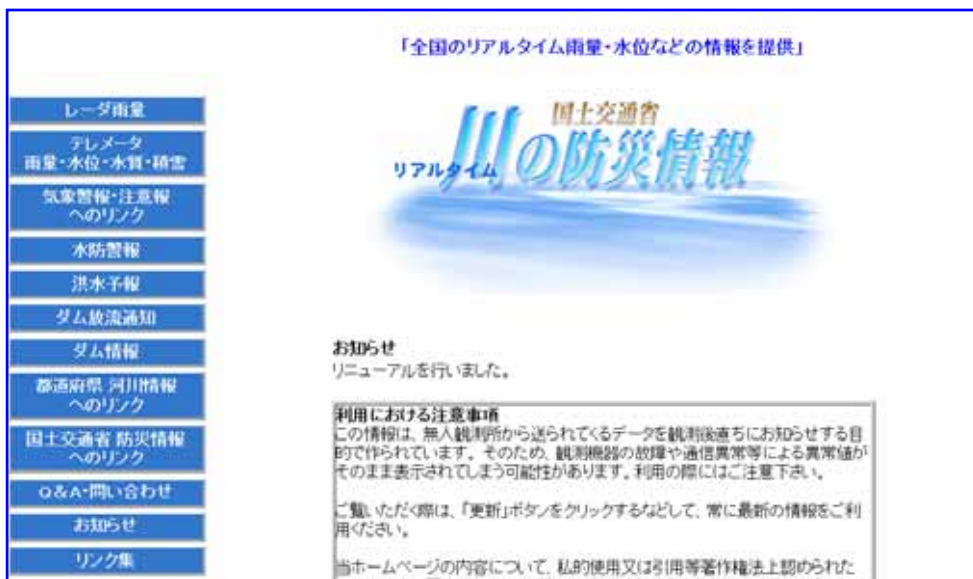 「全国のリアルタイム雨量・水位などの情報を提供」
国土交通省
リアルタイム 川の防災情報
レーダ雨量
テレメータ
雨量・水位・水質・積雪
気象警報・注意報
へのリンク
水防警報
洪水予報
ダム放流通知
ダム情報
都道府県 河川情報
へのリンク
国土交通省 防災情報
へのリンク
Q&A・問い合わせ
お知らせ
リンク集
お知らせ
リニューアルを行いました。
利用における注意事項
この情報は、無人観測所から送られてくるデータを観測後直ちにお知らせする目
的で作られています。そのため、観測機器の故障や通信異常等による異常値が
そのまま表示されてしまう可能性があります。利用の際にはご注意下さい。
ご覧いただく際は、「更新」ボタンをクリックするなどして、常に最新の情報をご利
用ください。
当ホームページの内容について、私的使用又は引用等著作権法上認められた